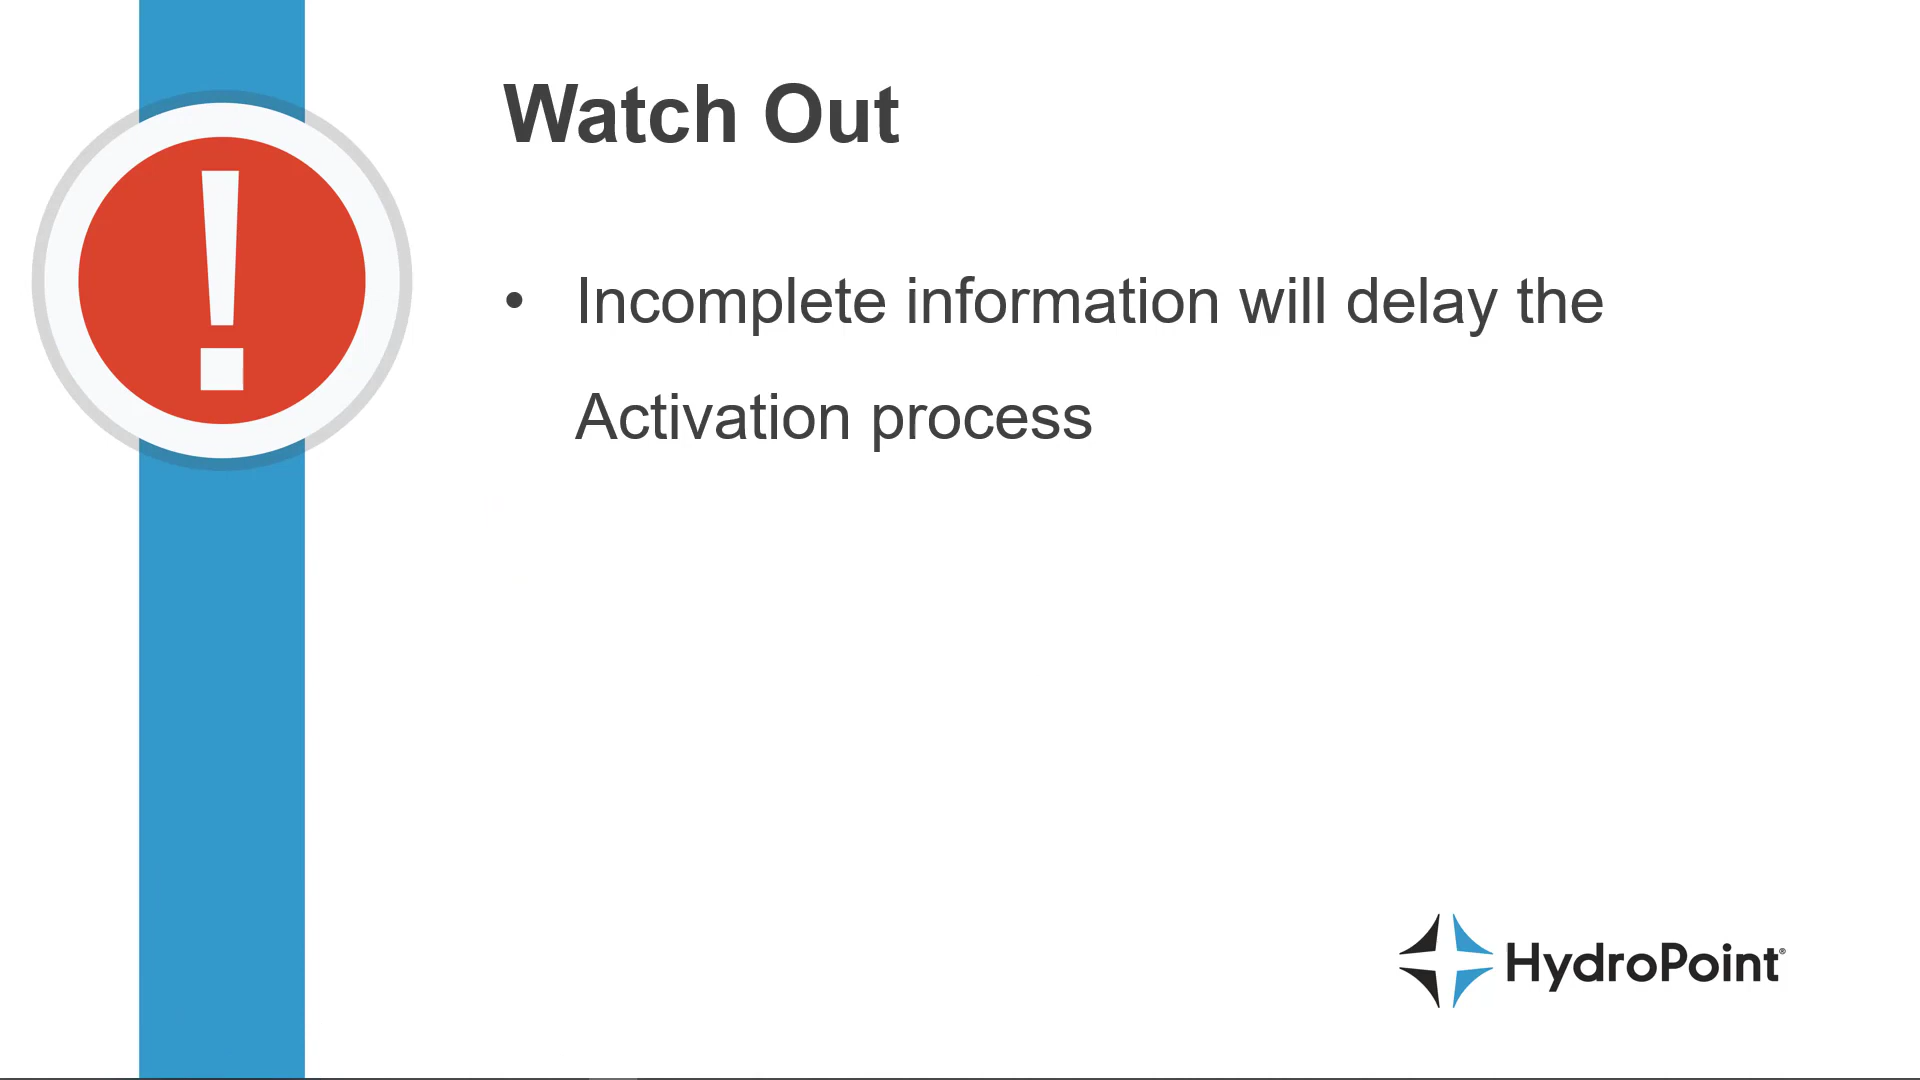 Watch Out
• Incomplete information will delay the
Activation process
HydroPoint®